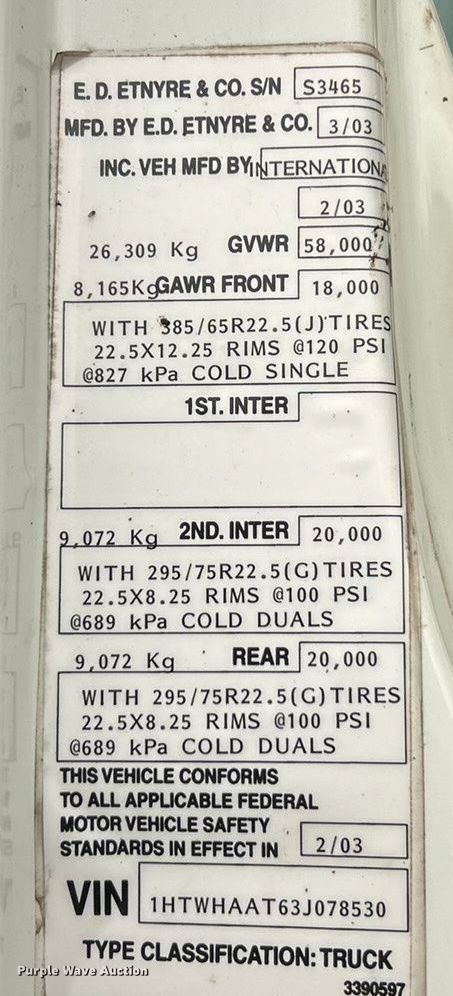 E. D. ETNYRE & CO. S/N S3465
MFD. BY E.D. ETNYRE & CO. 3/03
INC. VEH MFD BY INTERNATIONA
2/03
26,309 Kg GVWR 58,000
8,165Kg GAWR FRONT 18,000
WITH 385/65R22.5(J)TIRES
22.5X12.25 RIMS @120 PSI
@827 kPa COLD SINGLE
1ST. INTER
9,072 Kg 2ND. INTER 20,000
WITH 295/75R22.5(G)TIRES
22.5X8.25 RIMS @100 PSI
@689 kPa COLD DUALS
9,072 Kg REAR 20,000
WITH 295/75R22.5(G)TIRES
22.5X8.25 RIMS @100 PSI
@689 kPa COLD DUALS
THIS VEHICLE CONFORMS
TO ALL APPLICABLE FEDERAL
MOTOR VEHICLE SAFETY
STANDARDS IN EFFECT IN 2/03
VIN 1HTWHAAT63J078530
TYPE CLASSIFICATION: TRUCK
Purple Wave Auction
3390597